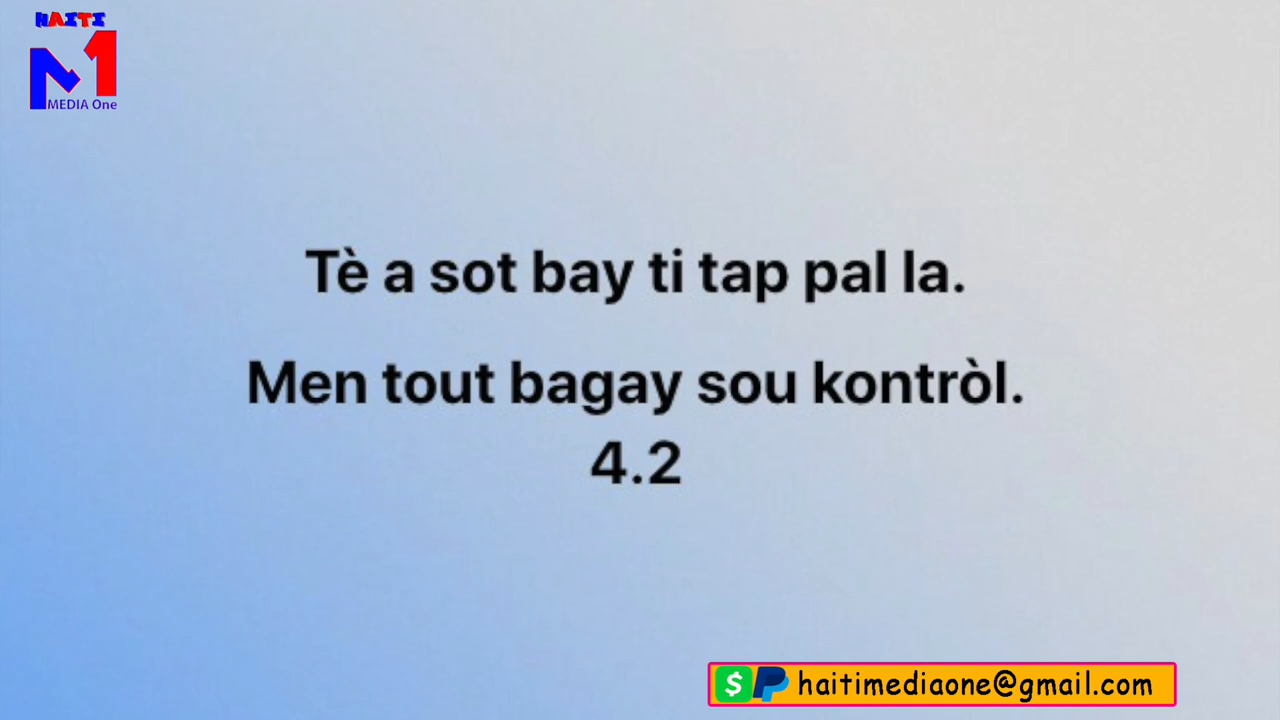 HAITI
M1
MEDIA One
Tè a sot bay ti tap pal la.
Men tout bagay sou kontròl.
4.2
$ P haitimediaone@gmail.com